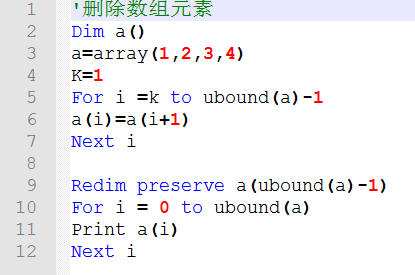 1 '删除数组元素
2 Dim a()
3 a=array(1,2,3,4)
4 K=1
5 For i =k to ubound(a)-1
6 a(i)=a(i+1)
7 Next i
8
9 Redim preserve a(ubound(a)-1)
10 For i = 0 to ubound(a)
11 Print a(i)
12 Next i